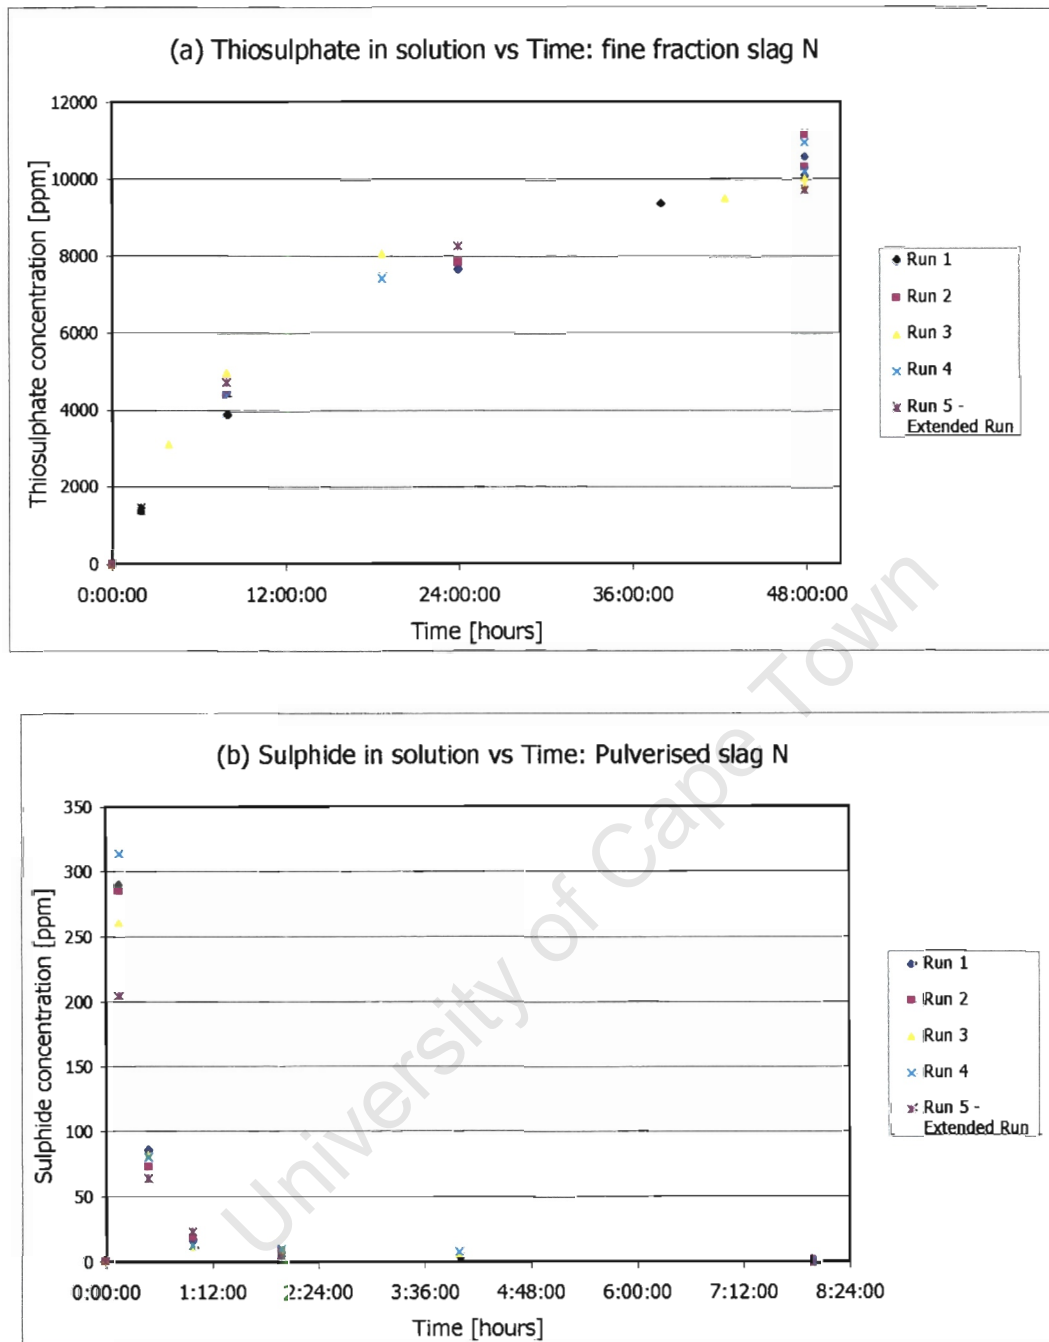 (a) Thiosulphate in solution vs Time: fine fraction slag N
12000
10000
8000
6000
4000
2000
0
Thiosulphate concentration [ppm]
0:00:00 12:00:00 24:00:00 36:00:00 48:00:00
Time [hours]
Run 1
Run 2
Run 3
Run 4
Run 5 -
Extended Run
(b) Sulphide in solution vs Time: Pulverised slag N
350
300
250
200
150
100
50
0
Sulphide concentration [ppm]
0:00:00 1:12:00 2:24:00 3:36:00 4:48:00 6:00:00 7:12:00 8:24:00
Time [hours]
Run 1
Run 2
Run 3
Run 4
Run 5 -
Extended Run
University of Cape Town